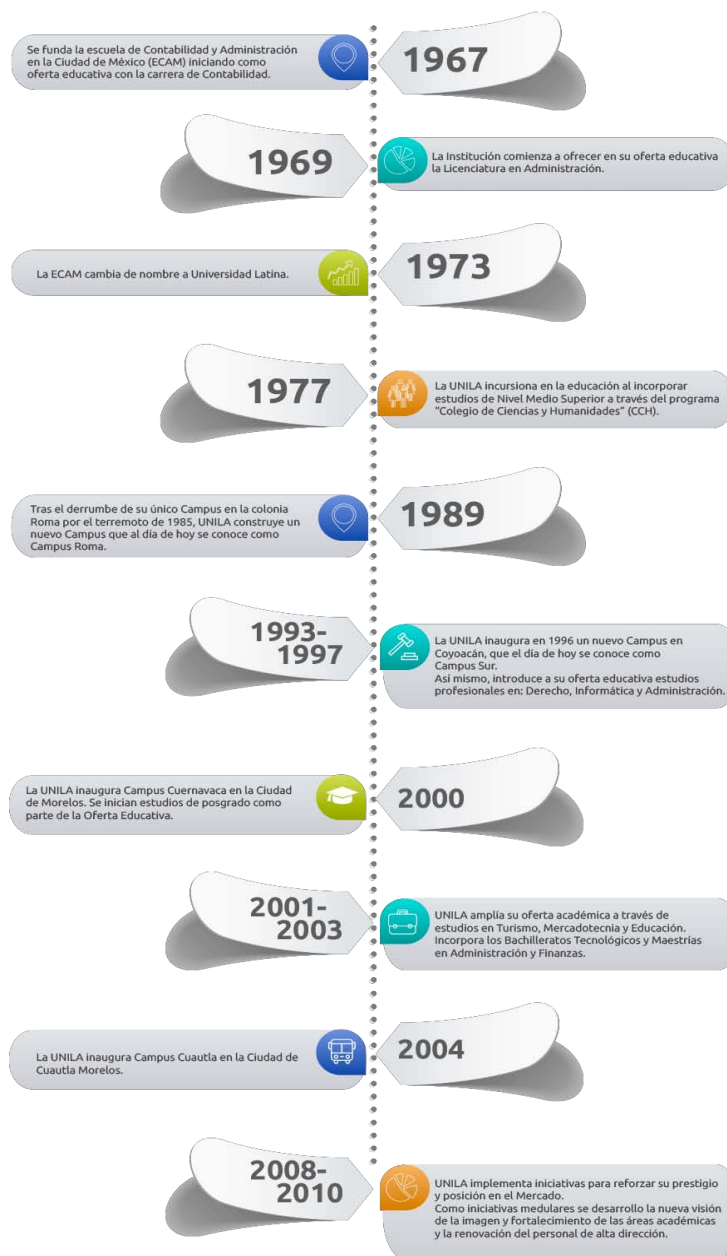 Se funda la escuela de Contabilidad y Administración
en la Ciudad de México (ECAM) iniciando como
oferta educativa con la carrera de Contabilidad.
1967
1969
La Institución comienza a ofrecer en su oferta educativa
la Licenciatura en Administración.
La ECAM cambia de nombre a Universidad Latina.
1973
1977
La UNILA incursiona en la educación al incorporar
estudios de Nivel Medio Superior a través del programa
"Colegio de Ciencias y Humanidades" (CCH).
Tras el derrumbe de su único Campus en la colonia
Roma por el terremoto de 1985, UNILA construye un
nuevo Campus que al día de hoy se conoce como
Campus Roma.
1989
1993-
1997
La UNILA inaugura en 1996 un nuevo Campus en
Coyoacán, que el día de hoy se conoce como
Campus Sur.
Así mismo, introduce a su oferta educativa estudios
profesionales en: Derecho, Informática y Administración.
La UNILA inaugura Campus Cuernavaca en la Ciudad
de Morelos. Se inician estudios de posgrado como
parte de la Oferta Educativa.
2000
2001-
2003
UNILA amplía su oferta académica a través de
estudios en Turismo, Mercadotecnia y Educación.
Incorpora los Bachilleratos Tecnológicos y Maestrías
en Administración y Finanzas.
La UNILA inaugura Campus Cuautla en la Ciudad de
Cuautla Morelos.
2004
2008-
2010
UNILA implementa iniciativas para reforzar su prestigio
y posición en el Mercado.
Como iniciativas medulares se desarrollo la nueva visión
de la imagen y fortalecimiento de las áreas académicas
y la renovación del personal de alta dirección.